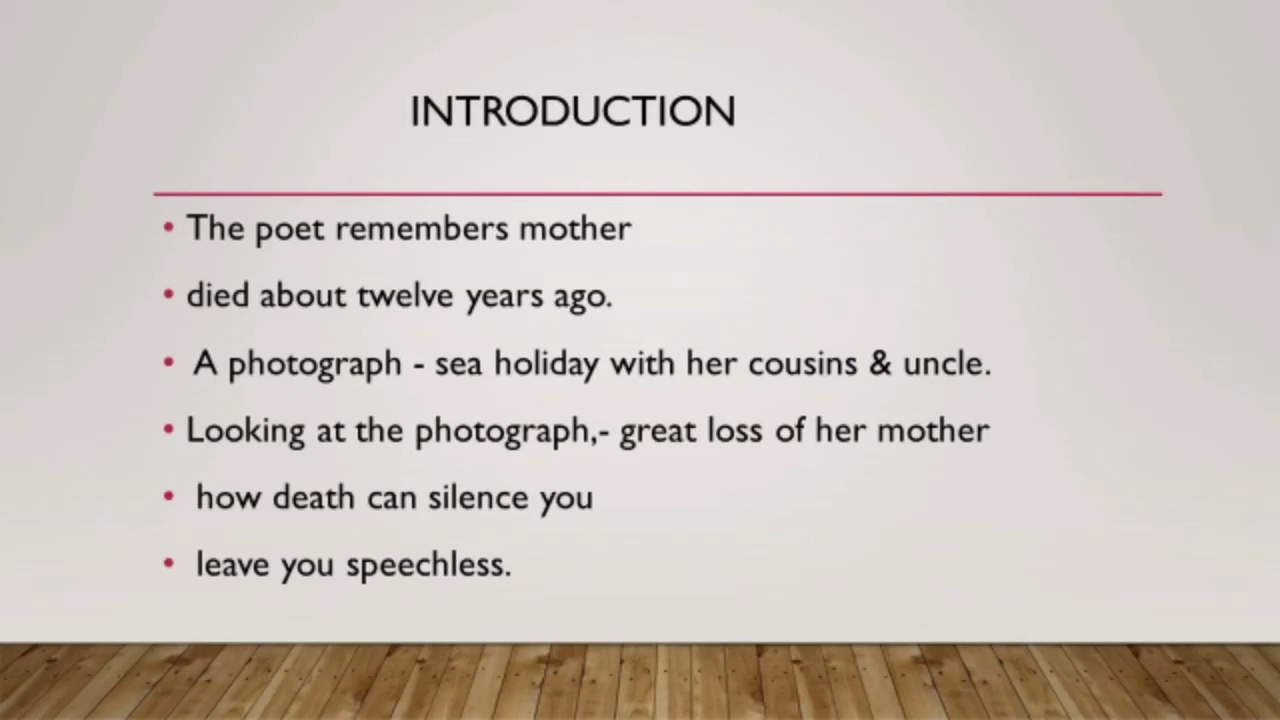 INTRODUCTION
• The poet remembers mother
• died about twelve years ago.
• A photograph - sea holiday with her cousins & uncle.
• Looking at the photograph,- great loss of her mother
• how death can silence you
• leave you speechless.